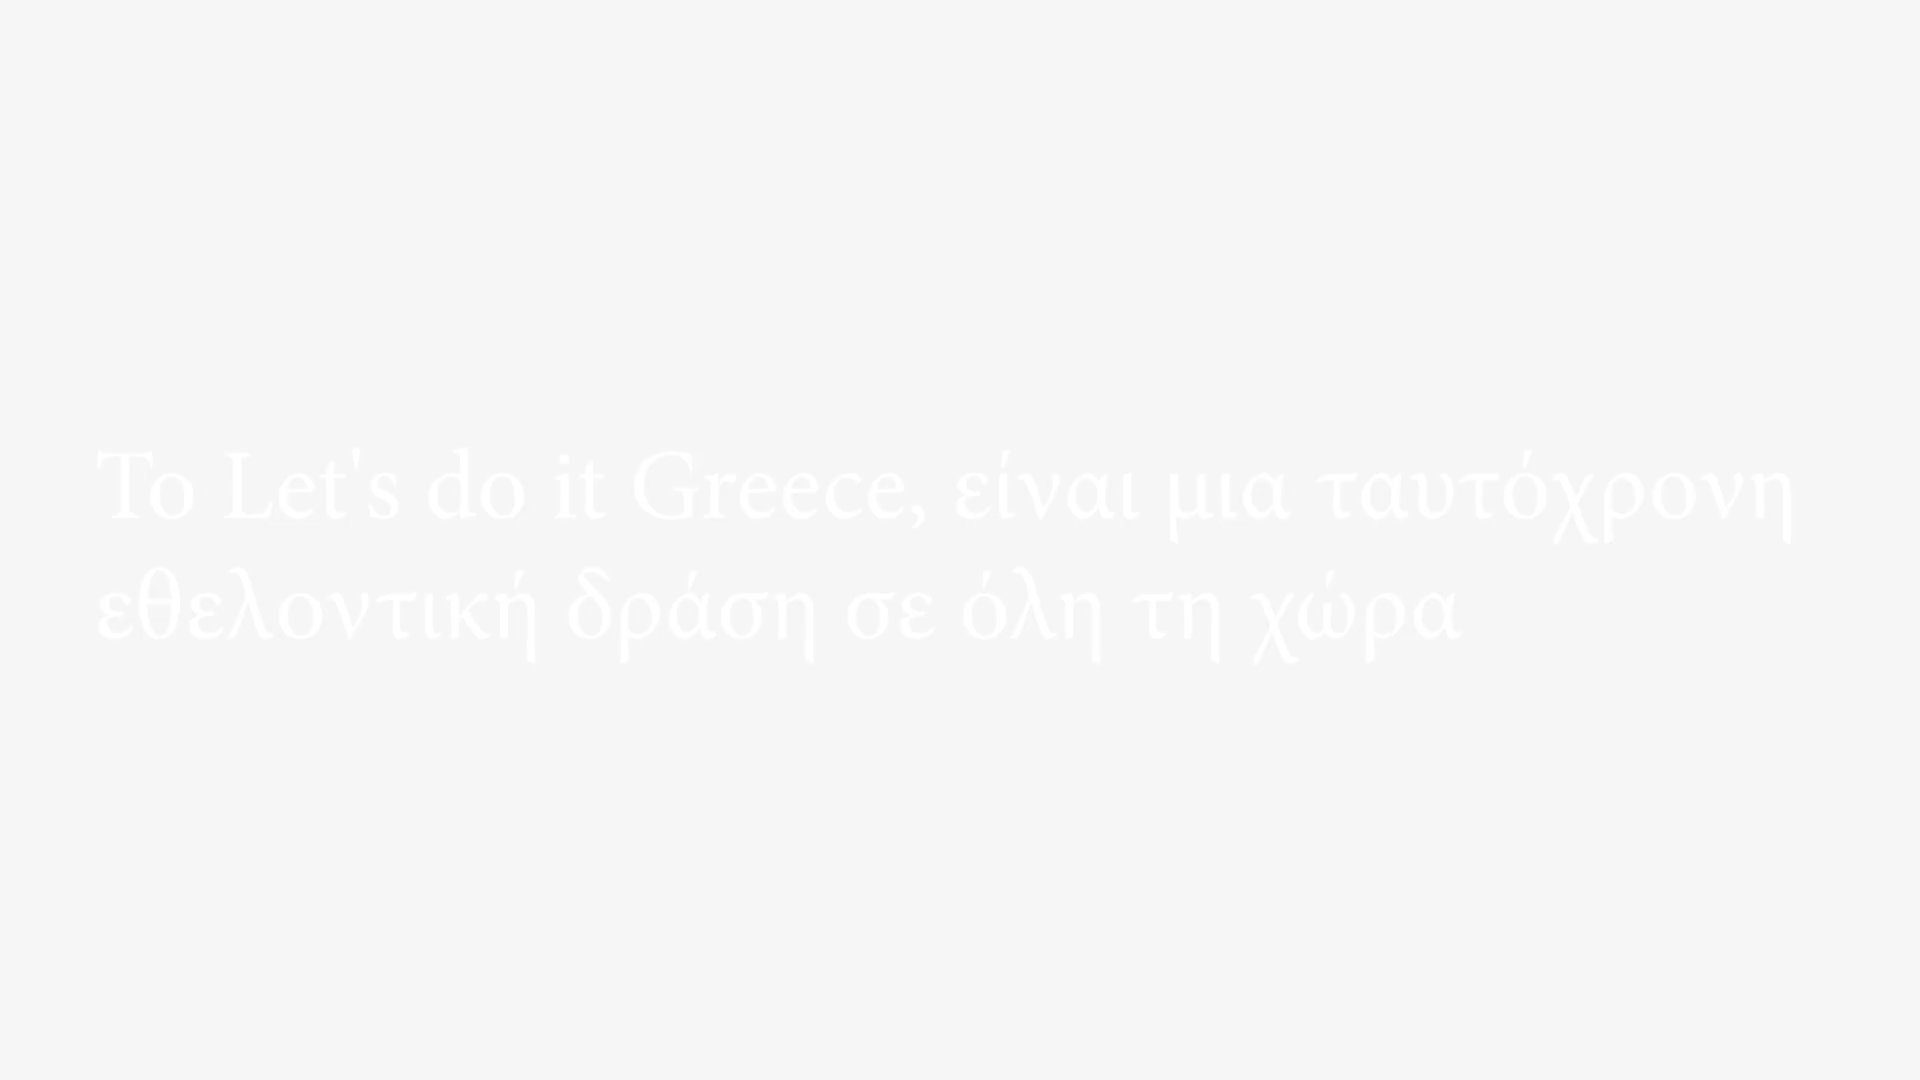 Το Let's do it Greece, είναι μια ταυτόχρονη
εθελοντική δράση σε όλη τη χώρα